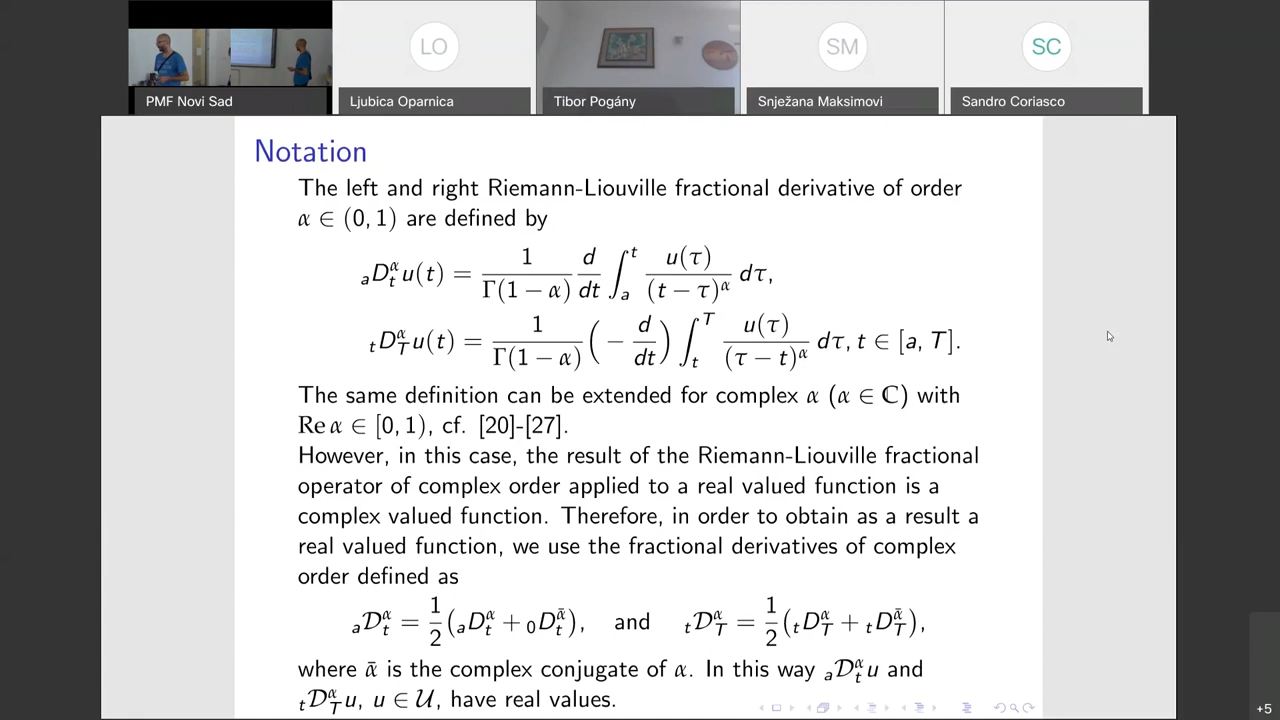 LO
SM
SC
PMF Novi Sad
Ljubica Oparnica
Tibor Pogány
Snježana Maksimovi
Sandro Coriasco
Notation
The left and right Riemann-Liouville fractional derivative of order
α ∈ (0, 1) are defined by
ₐDₜ^α u(t) = 1/Γ(1 − α) d/dt ∫ₐ^t u(τ)/(t − τ)^α dτ,
ₜD_T^α u(t) = 1/Γ(1 − α) (− d/dt) ∫ₜ^T u(τ)/(τ − t)^α dτ, t ∈ [a, T].
The same definition can be extended for complex α (α ∈ ℂ) with
Re α ∈ [0, 1), cf. [20]-[27].
However, in this case, the result of the Riemann-Liouville fractional
operator of complex order applied to a real valued function is a
complex valued function. Therefore, in order to obtain as a result a
real valued function, we use the fractional derivatives of complex
order defined as
ₐ𝒟ₜ^α = 1/2 (ₐDₜ^α + ₀Dₜ^ᾱ), and ₜ𝒟_T^α = 1/2 (ₜD_T^α + ₜD_T^ᾱ),
where ᾱ is the complex conjugate of α. In this way ₐ𝒟ₜ^α u and
ₜ𝒟_T^α u, u ∈ 𝒰, have real values.
+5